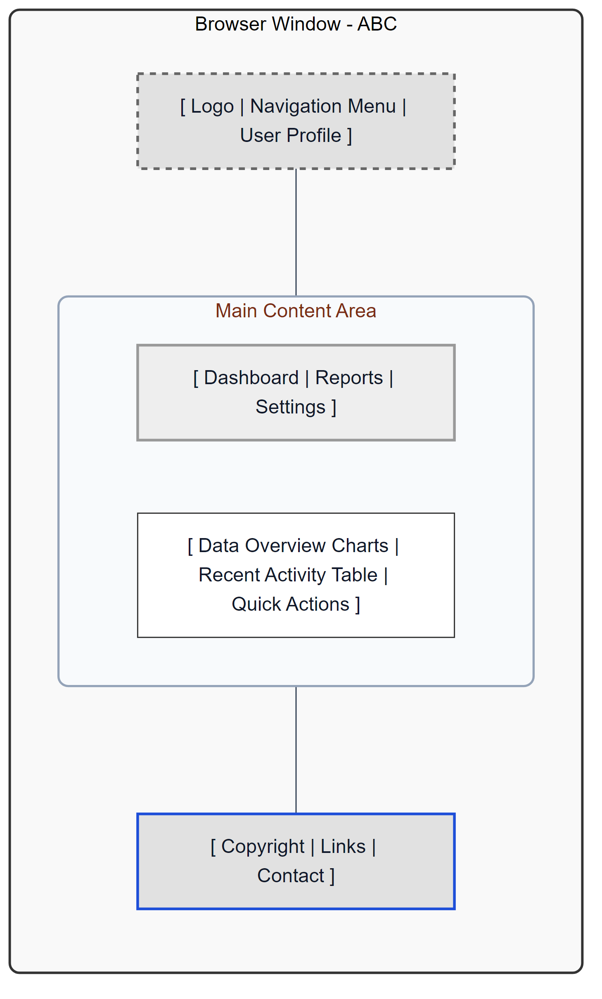 Browser Window - ABC
[ Logo | Navigation Menu |
User Profile ]
Main Content Area
[ Dashboard | Reports |
Settings ]
[ Data Overview Charts |
Recent Activity Table |
Quick Actions ]
[ Copyright | Links |
Contact ]